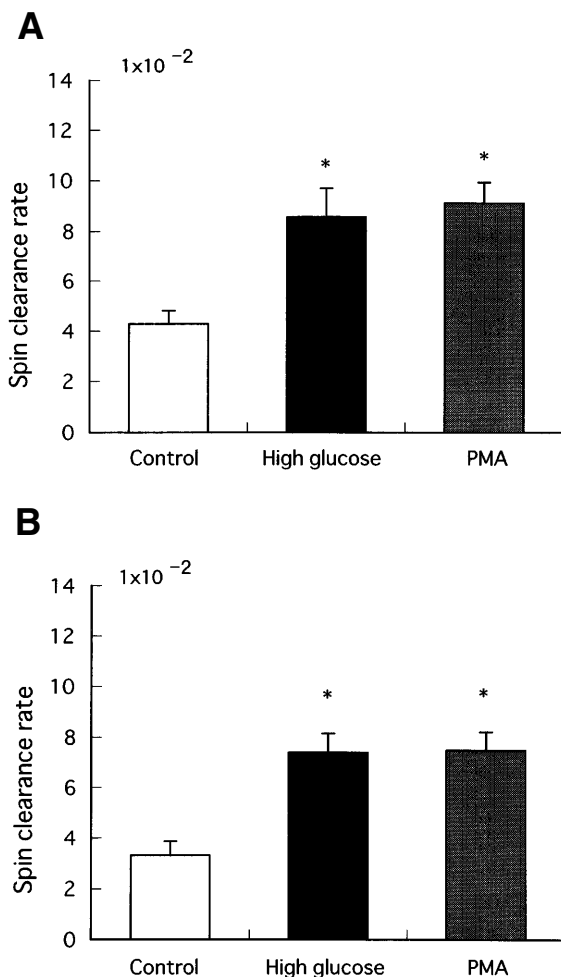 A
1x10 -2
14
12
10
8
6
4
2
0
Spin clearance rate
* *
Control High glucose PMA
B
1x10 -2
14
12
10
8
6
4
2
0
Spin clearance rate
* *
Control High glucose PMA